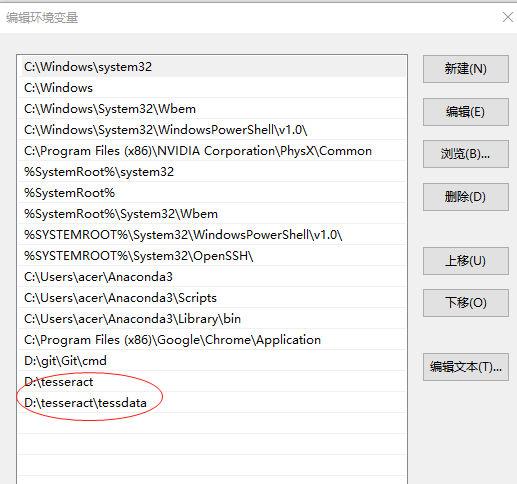 编辑环境变量
C:\Windows\system32
C:\Windows
C:\Windows\System32\Wbem
C:\Windows\System32\WindowsPowerShell\v1.0\
C:\Program Files (x86)\NVIDIA Corporation\PhysX\Common
%SystemRoot%\system32
%SystemRoot%
%SystemRoot%\System32\Wbem
%SYSTEMROOT%\System32\WindowsPowerShell\v1.0\
%SYSTEMROOT%\System32\OpenSSH\
C:\Users\acer\Anaconda3
C:\Users\acer\Anaconda3\Scripts
C:\Users\acer\Anaconda3\Library\bin
C:\Program Files (x86)\Google\Chrome\Application
D:\git\Git\cmd
D:\tesseract
D:\tesseract\tessdata
新建(N)
编辑(E)
浏览(B)...
删除(D)
上移(U)
下移(O)
编辑文本(T)...